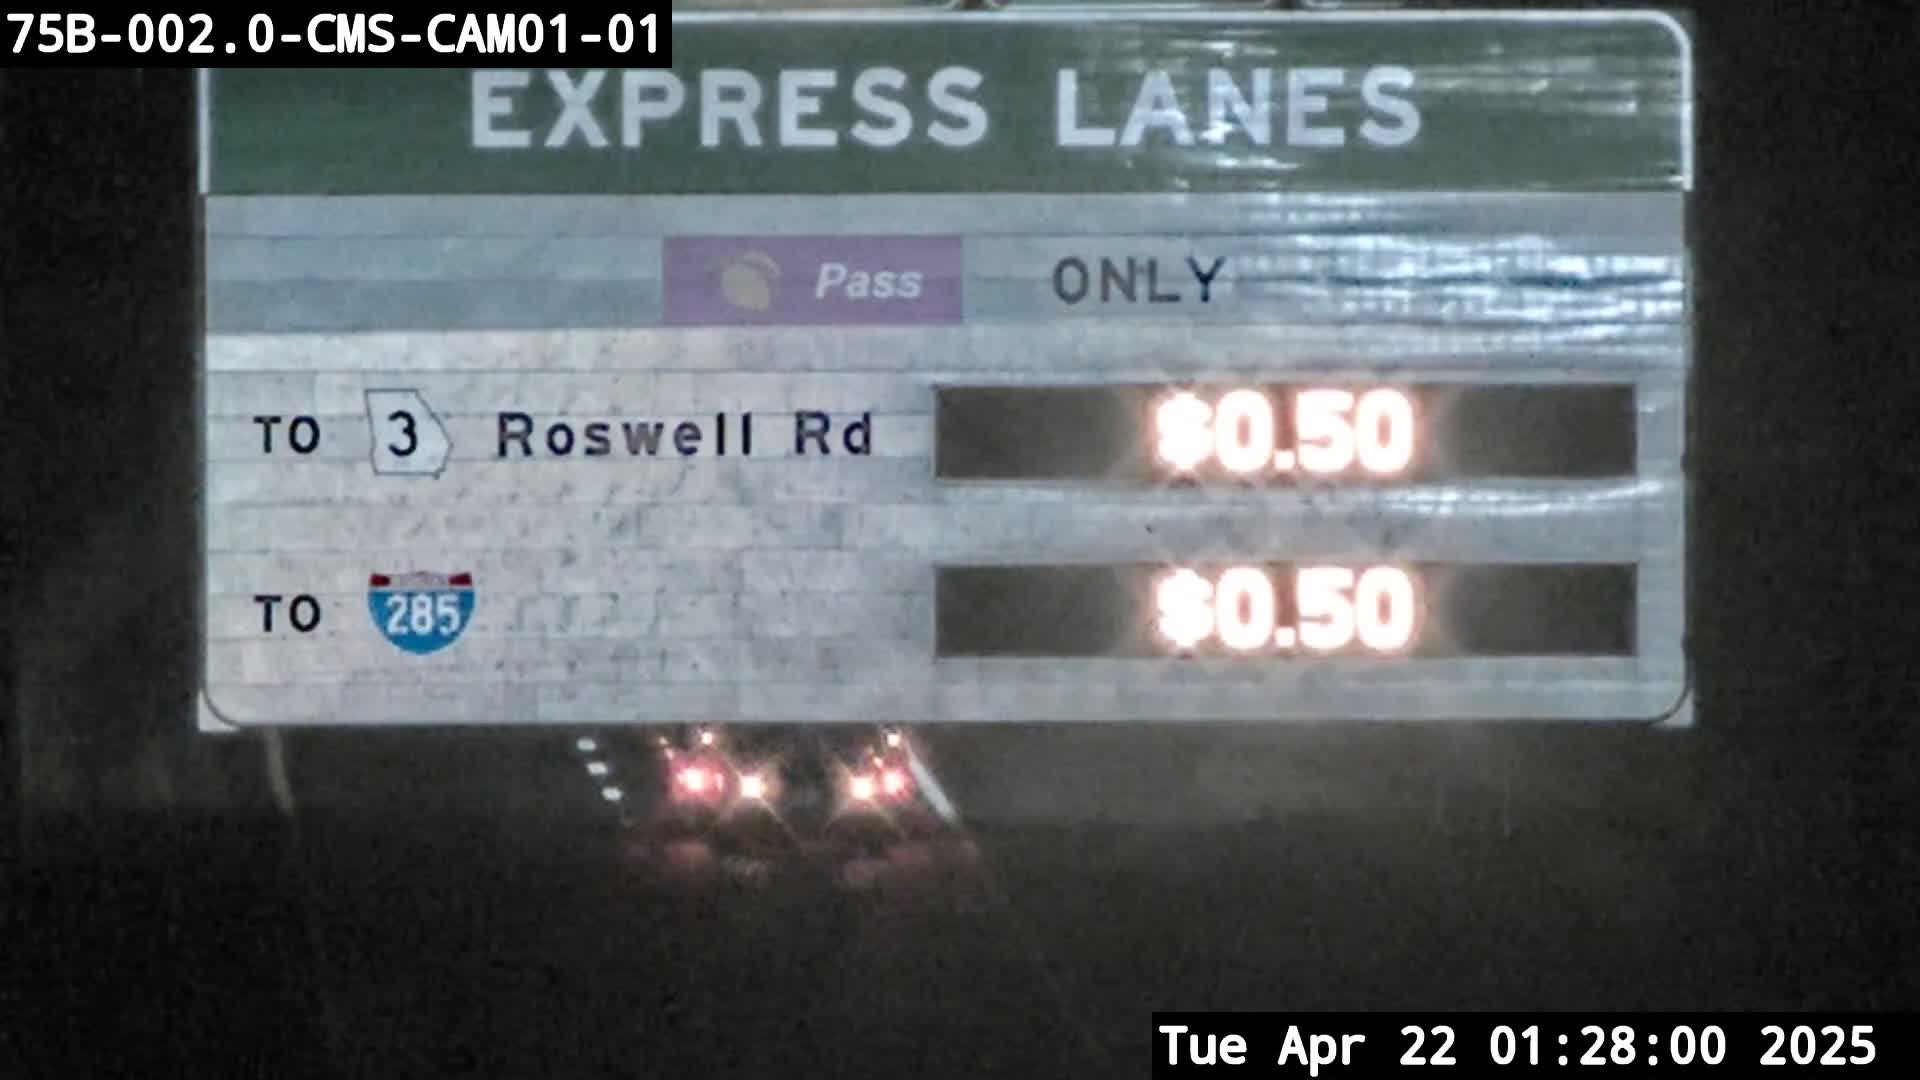 75B-002.0-CMS-CAM01-01
EXPRESS LANES
Pass ONLY
TO 3 Roswell Rd $0.50
TO 285 $0.50
Tue Apr 22 01:28:00 2025